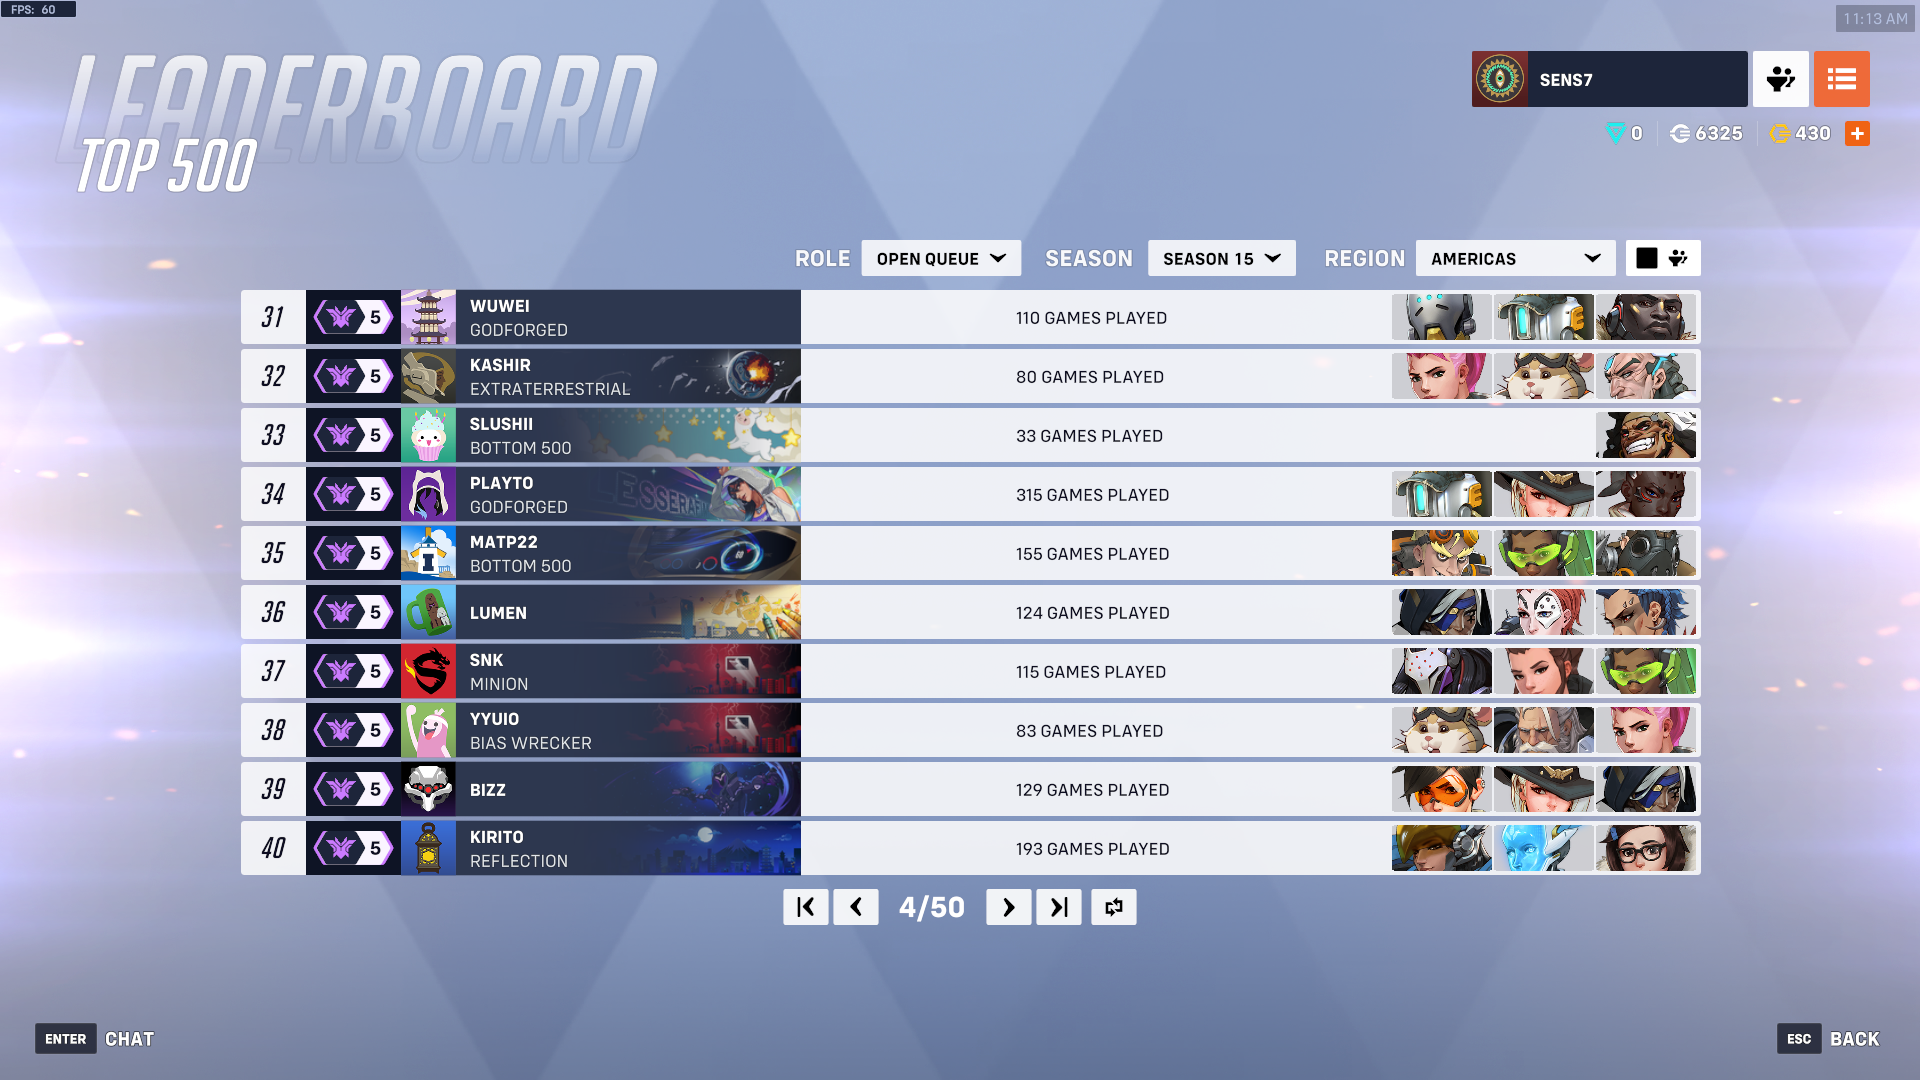 FPS: 60
11:13 AM
LEADERBOARD
TOP 500
SENS7
0 6325 430
ROLE OPEN QUEUE SEASON SEASON 15 REGION AMERICAS
31 5 WUWEI GODFORGED 110 GAMES PLAYED
32 5 KASHIR EXTRATERRESTRIAL 80 GAMES PLAYED
33 5 SLUSHII BOTTOM 500 33 GAMES PLAYED
34 5 PLAYTO GODFORGED 315 GAMES PLAYED
35 5 MATP22 BOTTOM 500 155 GAMES PLAYED
36 5 LUMEN 124 GAMES PLAYED
37 5 SNK MINION 115 GAMES PLAYED
38 5 YYUIO BIAS WRECKER 83 GAMES PLAYED
39 5 BIZZ 129 GAMES PLAYED
40 5 KIRITO REFLECTION 193 GAMES PLAYED
4/50
ENTER CHAT
ESC BACK